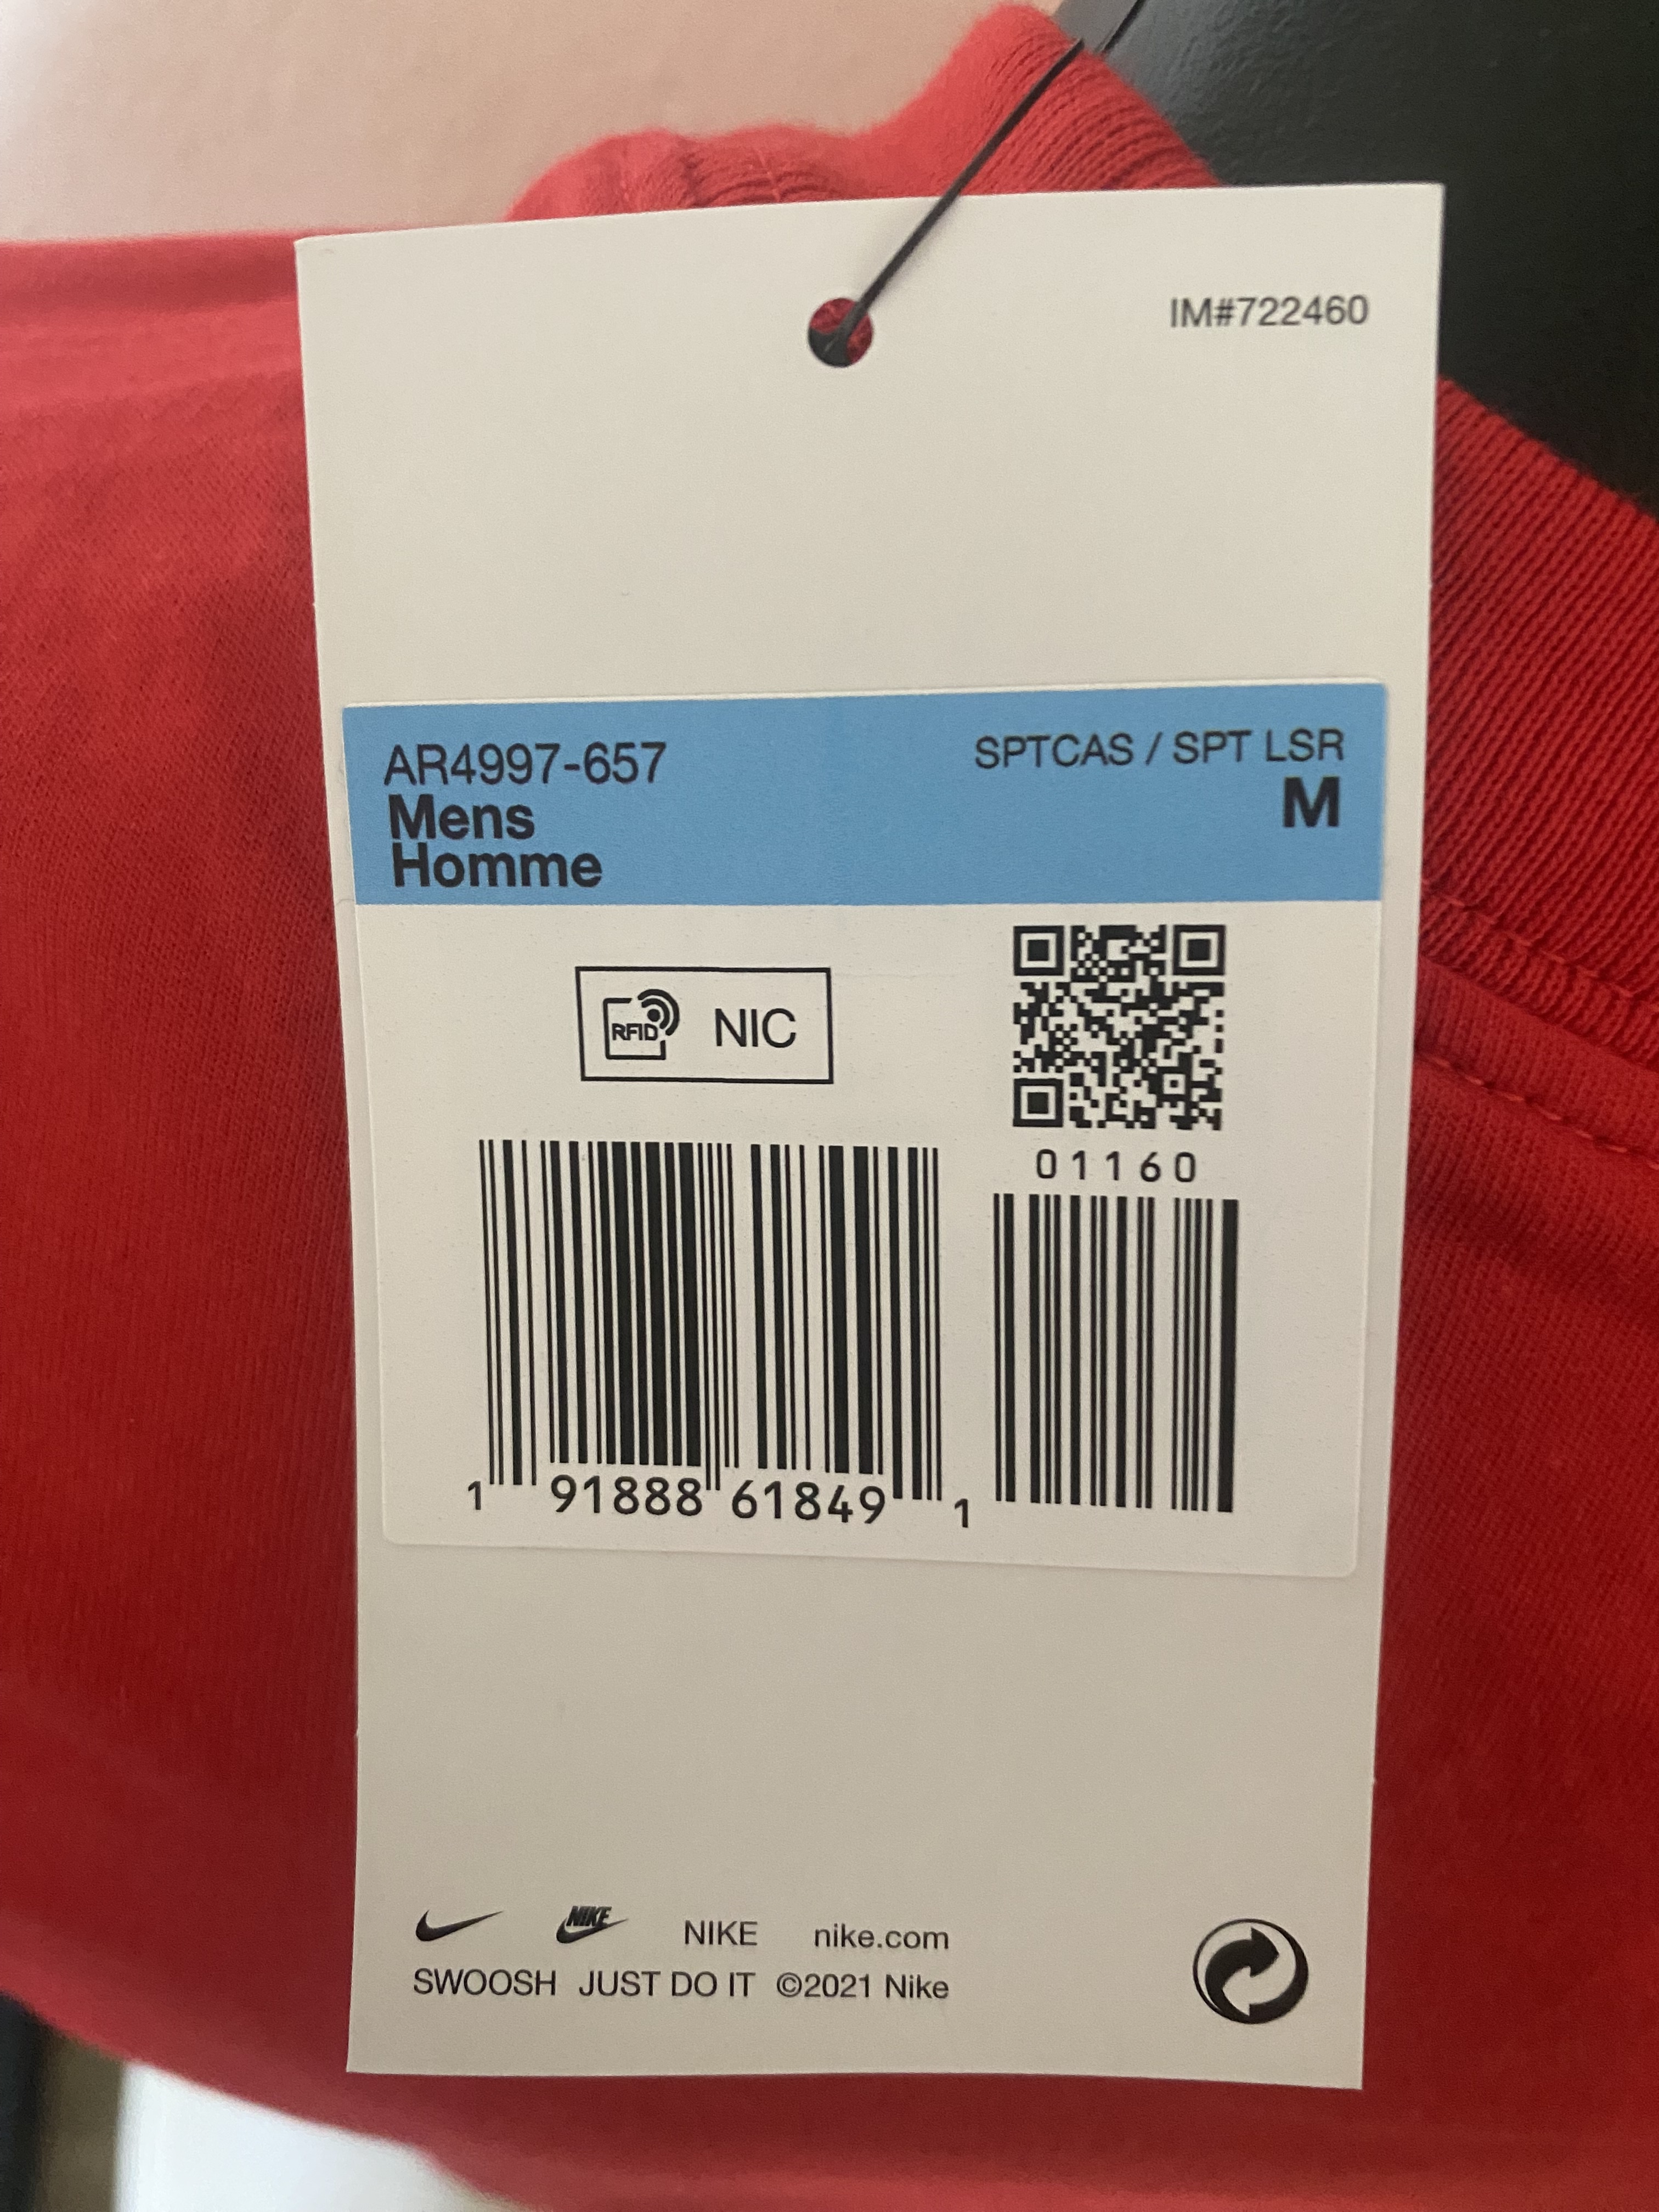 IM#722460
AR4997-657
SPTCAS / SPT LSR
Mens
M
Homme
RFID NIC
01160
1 91888 61849 1
NIKE NIKE nike.com
SWOOSH JUST DO IT ©2021 Nike